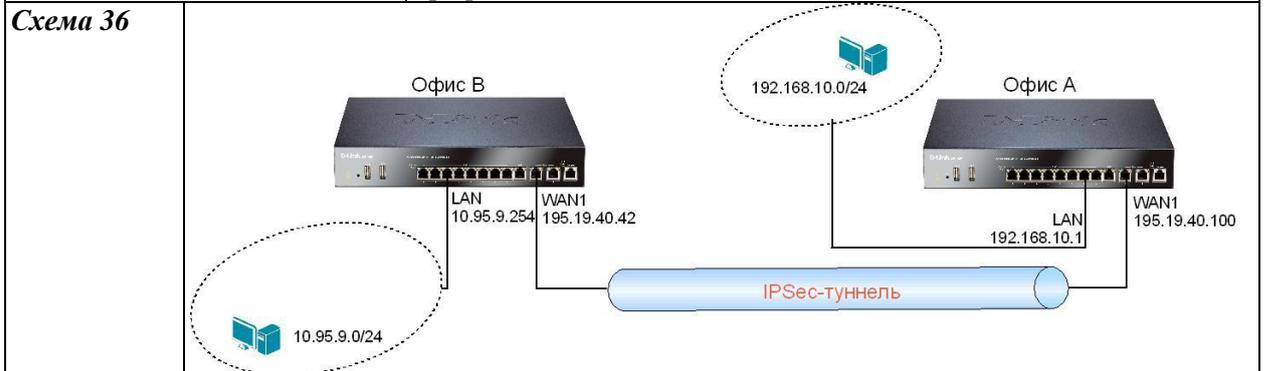 Схема 36
Офис В
192.168.10.0/24
Офис А
LAN
10.95.9.254
WAN1
195.19.40.42
LAN
192.168.10.1
WAN1
195.19.40.100
IPSec-туннель
10.95.9.0/24